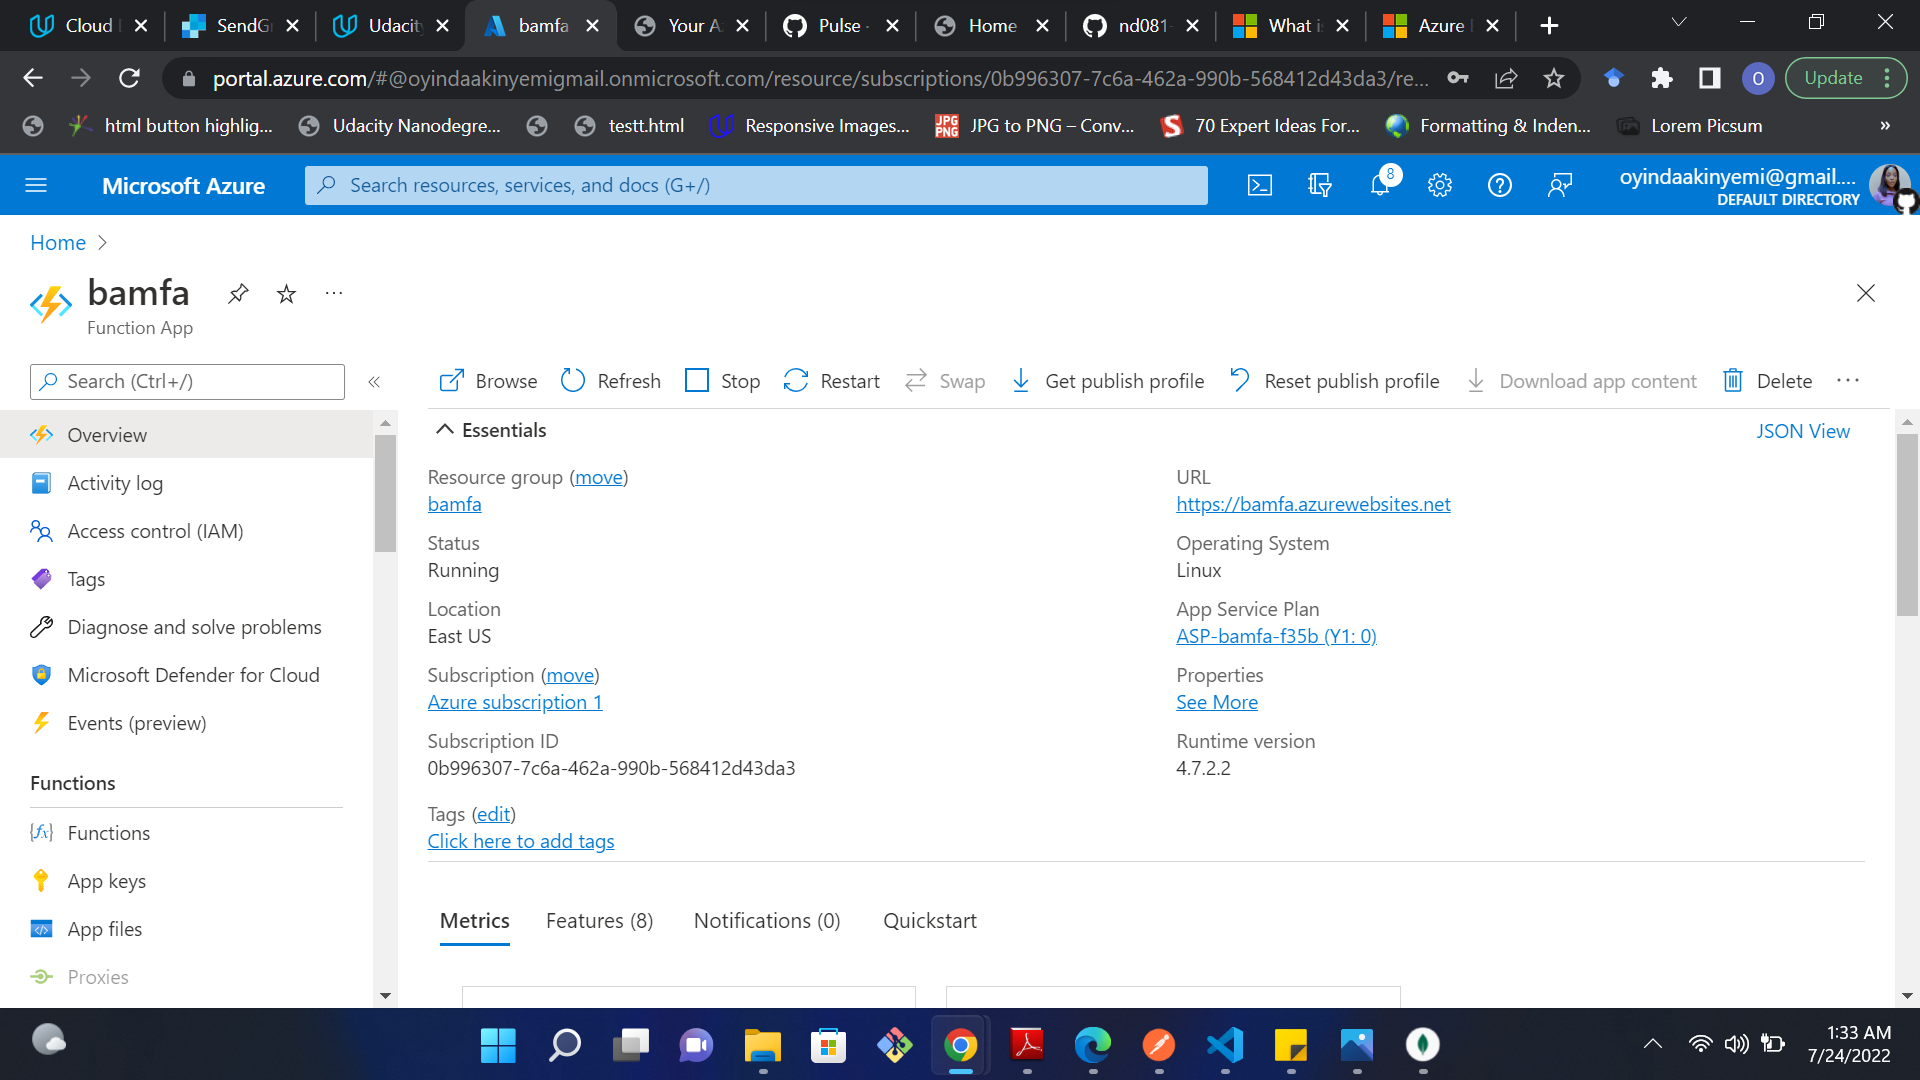 Cloud
SendGr
Udacity
bamfa
Your A
Pulse ·
Home
nd081-
What i
Azure
portal.azure.com/#@oyindaakinyemigmail.onmicrosoft.com/resource/subscriptions/0b996307-7c6a-462a-990b-568412d43da3/re...
O
Update
html button highlig...
Udacity Nanodegre...
testt.html
Responsive Images...
JPG PNG
JPG to PNG – Conv...
70 Expert Ideas For...
Formatting & Inden...
Lorem Picsum
»
Microsoft Azure
Search resources, services, and docs (G+/)
8
oyindaakinyemi@gmail....
DEFAULT DIRECTORY
Home
bamfa
Function App
Search (Ctrl+/)
Browse
Refresh
Stop
Restart
Swap
Get publish profile
Reset publish profile
Download app content
Delete
Overview
Activity log
Access control (IAM)
Tags
Diagnose and solve problems
Microsoft Defender for Cloud
Events (preview)
Functions
Functions
App keys
App files
Proxies
Essentials
JSON View
Resource group (move)
bamfa
Status
Running
Location
East US
Subscription (move)
Azure subscription 1
Subscription ID
0b996307-7c6a-462a-990b-568412d43da3
Tags (edit)
Click here to add tags
URL
https://bamfa.azurewebsites.net
Operating System
Linux
App Service Plan
ASP-bamfa-f35b (Y1: 0)
Properties
See More
Runtime version
4.7.2.2
Metrics
Features (8)
Notifications (0)
Quickstart
1:33 AM
7/24/2022